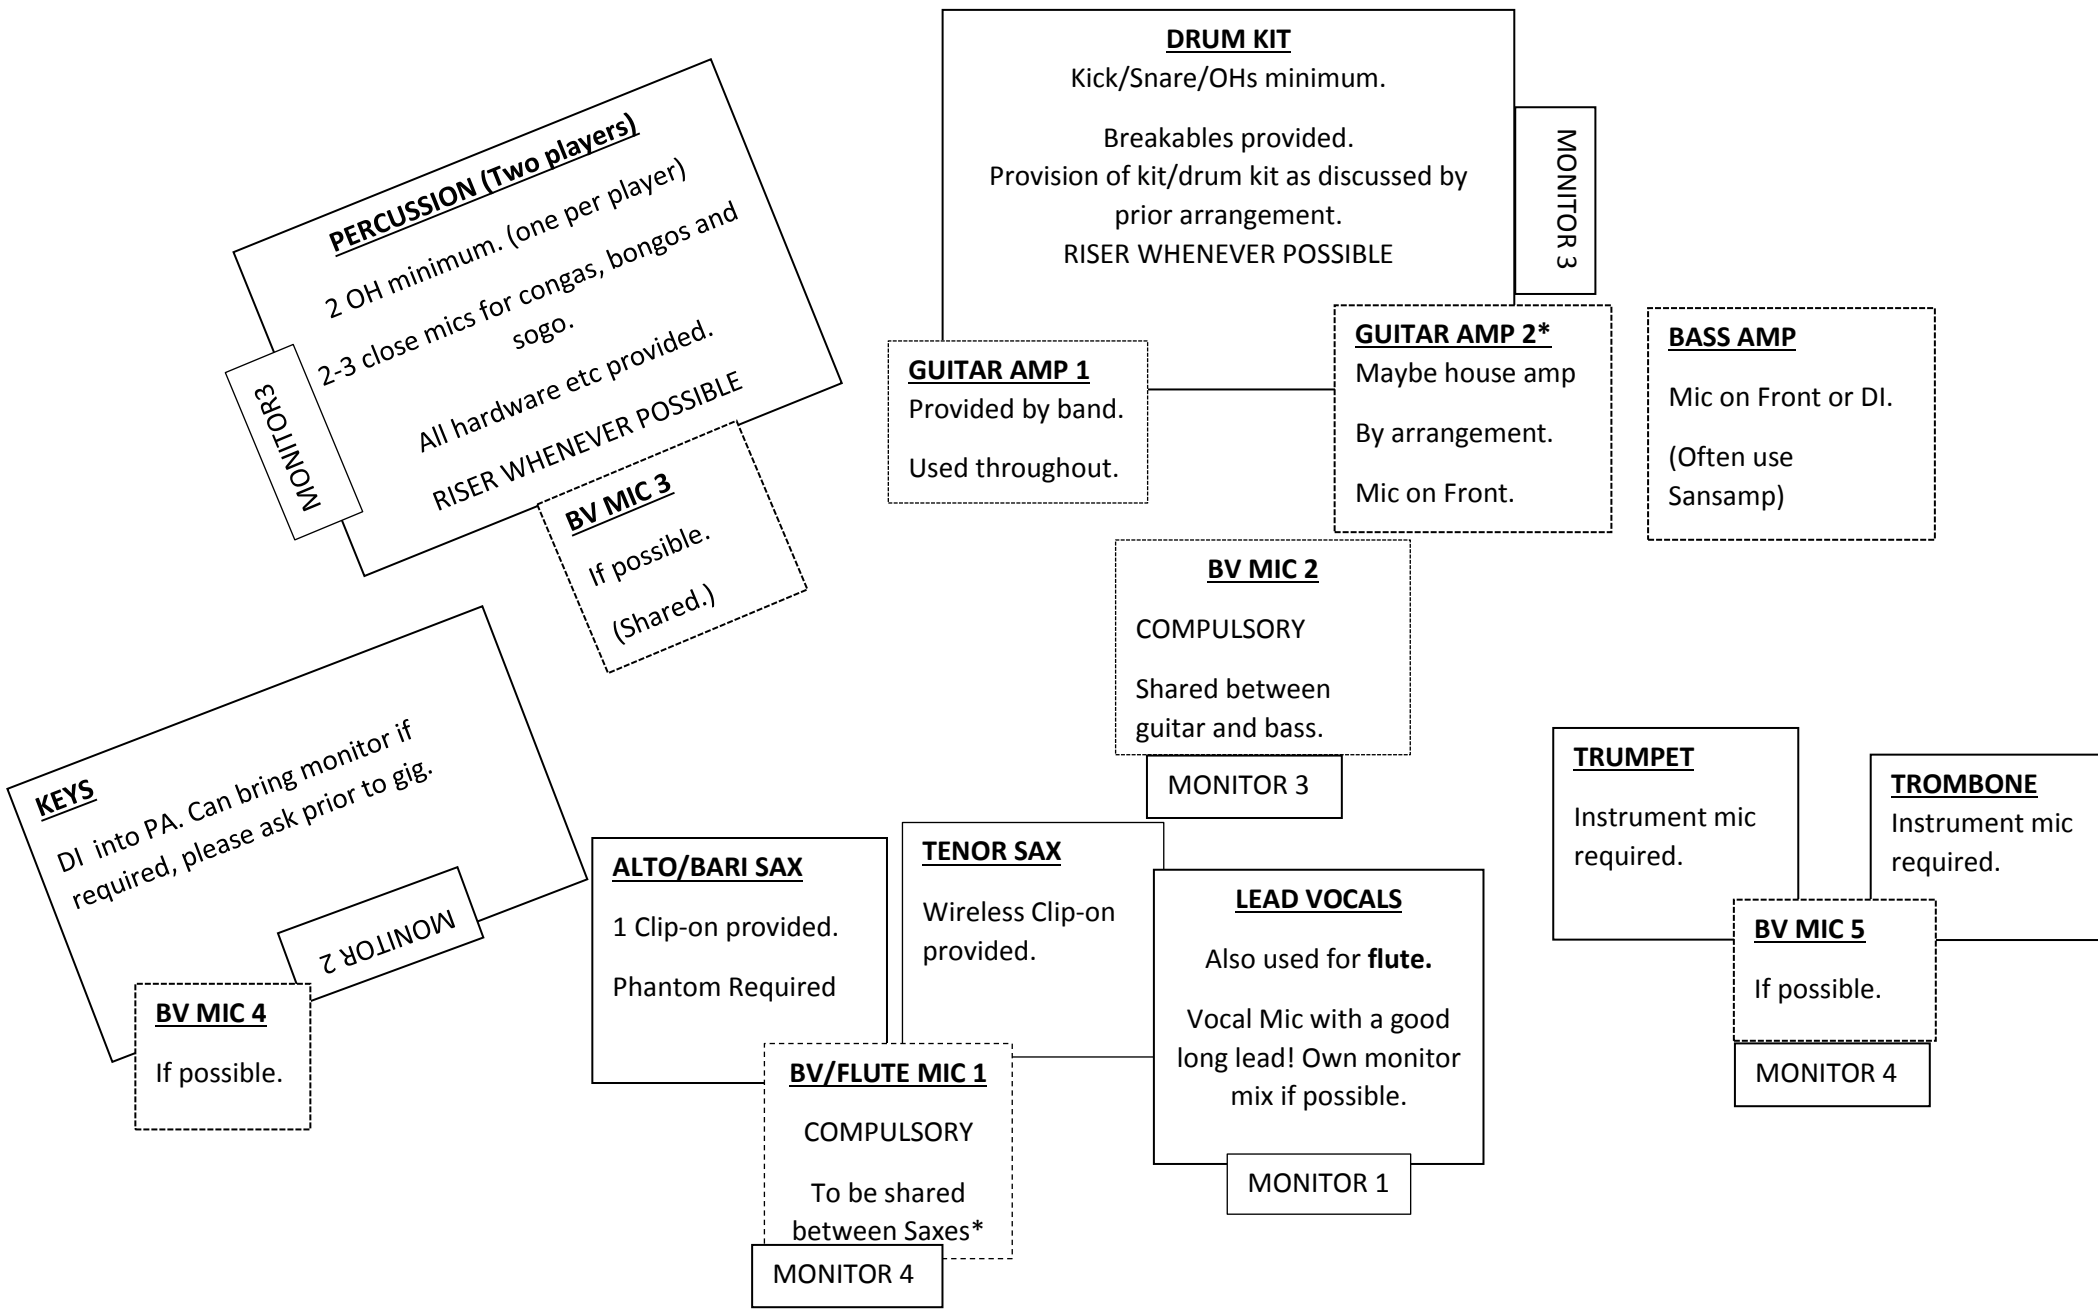 DRUM KIT
Kick/Snare/OHs minimum.
Breakables provided.
Provision of kit/drum kit as discussed by
prior arrangement.
RISER WHENEVER POSSIBLE
MONITOR 3
PERCUSSION (Two players)
2 OH minimum. (one per player)
2-3 close mics for congas, bongos and
sogo.
All hardware etc provided.
RISER WHENEVER POSSIBLE
MONITOR3
BV MIC 3
If possible.
(Shared.)
GUITAR AMP 1
Provided by band.
Used throughout.
GUITAR AMP 2*
Maybe house amp
By arrangement.
Mic on Front.
BASS AMP
Mic on Front or DI.
(Often use
Sansamp)
BV MIC 2
COMPULSORY
Shared between
guitar and bass.
MONITOR 3
KEYS
DI  into PA. Can bring monitor if
required, please ask prior to gig.
MONITOR 2
BV MIC 4
If possible.
ALTO/BARI SAX
1 Clip-on provided.
Phantom Required
TENOR SAX
Wireless Clip-on
provided.
LEAD VOCALS
Also used for flute.
Vocal Mic with a good
long lead! Own monitor
mix if possible.
MONITOR 1
BV/FLUTE MIC 1
COMPULSORY
To be shared
between Saxes*
MONITOR 4
TRUMPET
Instrument mic
required.
TROMBONE
Instrument mic
required.
BV MIC 5
If possible.
MONITOR 4